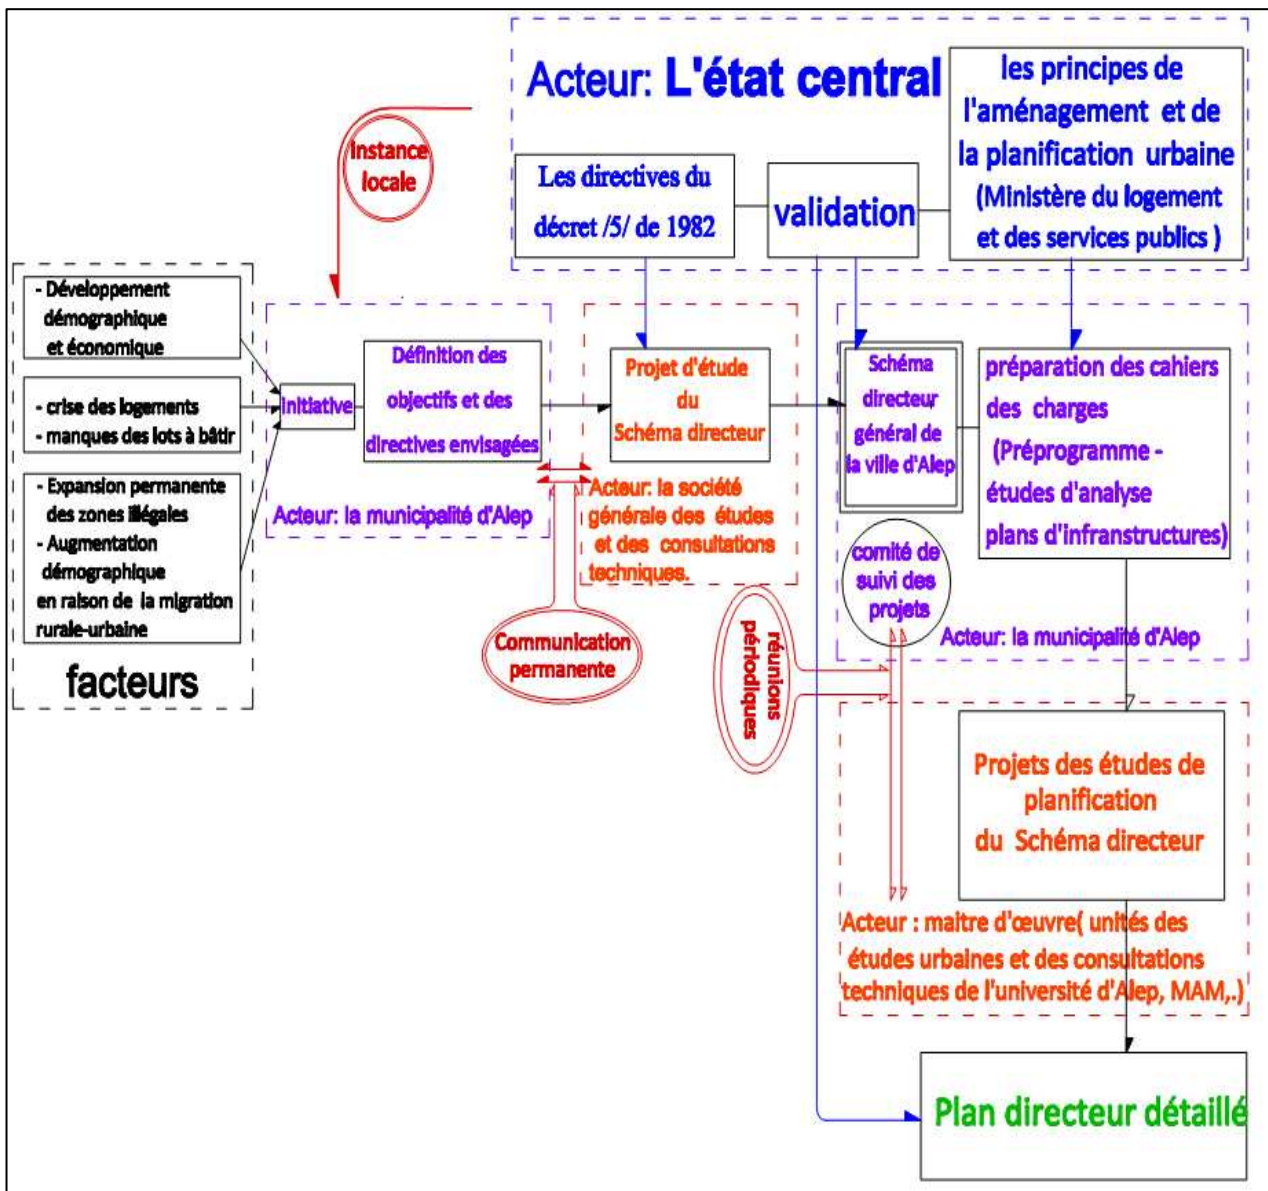 Acteur: L'état central
les principes de
l'aménagement et de
la planification urbaine
(Ministère du logement
et des services publics )
Instance
locale
Les directives du
décret /5/ de 1982
validation
- Développement
démographique
et économique
- crise des logements
- manques des lots à bâtir
- Expansion permanente
des zones illégales
- Augmentation
démographique
en raison de la migration
rurale-urbaine
facteurs
initiative
Définition des
objectifs et des
directives envisagées
Acteur: la municipalité d'Alep
Projet d'étude
du
Schéma directeur
Acteur: la société
générale des études
et des consultations
techniques.
Communication
permanente
Schéma
directeur
général de
la ville d'Alep
préparation des cahiers
des charges
(Préprogramme -
études d'analyse
plans d'infranstructures)
comité de
suivi des
projets
Acteur: la municipalité d'Alep
réunions
périodiques
Projets des études de
planification
du Schéma directeur
Acteur : maitre d'œuvre( unités des
études urbaines et des consultations
techniques de l'université d'Alep, MAM,.)
Plan directeur détaillé